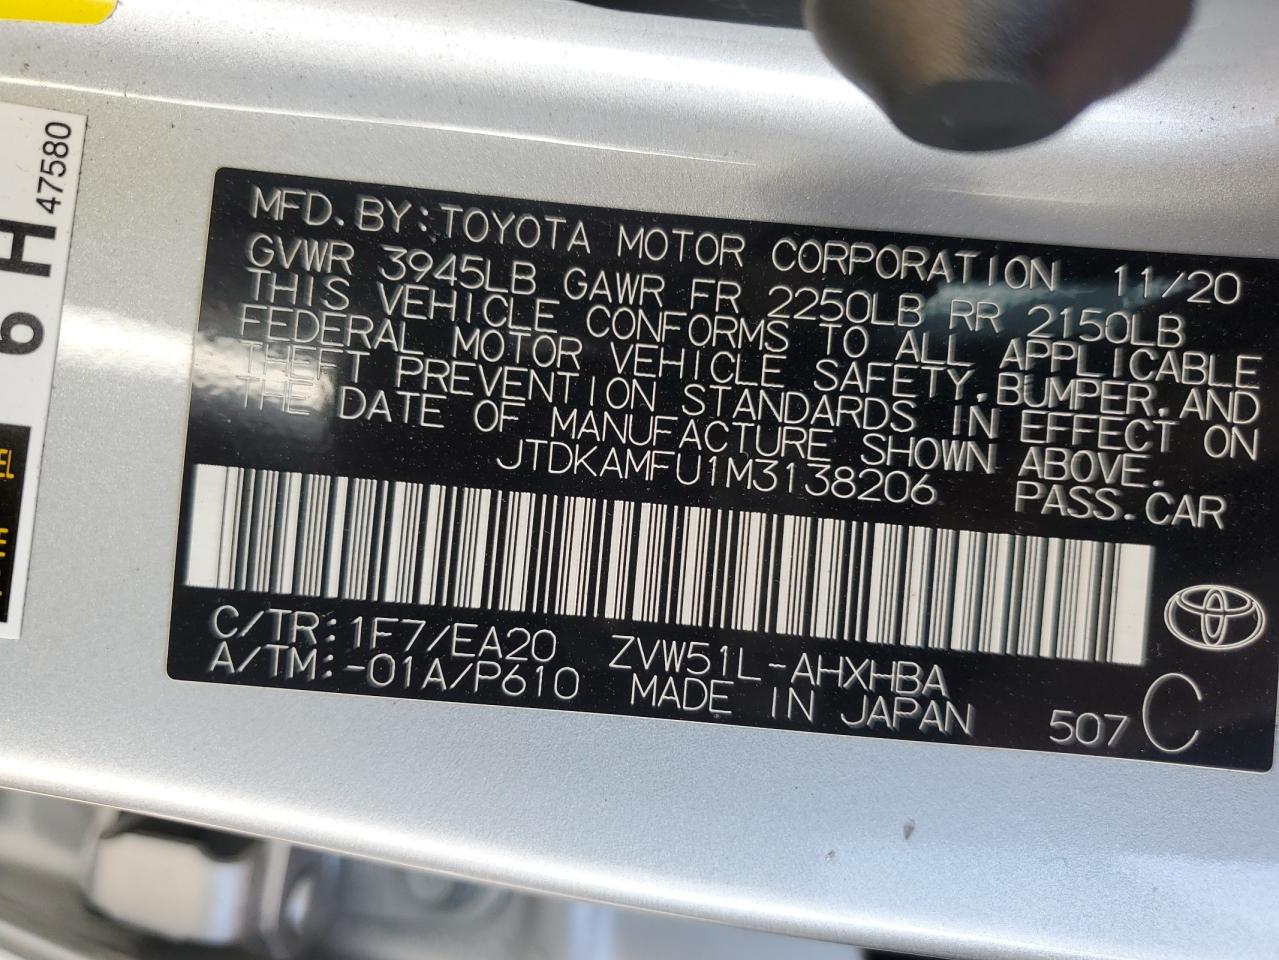 MFD. BY: TOYOTA MOTOR CORPORATION 11/20
GVWR 3945LB GAWR FR 2250LB RR 2150LB
THIS VEHICLE CONFORMS TO ALL APPLICABLE
FEDERAL MOTOR VEHICLE SAFETY, BUMPER, AND
THEFT PREVENTION STANDARDS IN EFFECT ON
THE DATE OF MANUFACTURE SHOWN ABOVE.
JTDKAMFU1M3138206 PASS. CAR
C/TR: 1F7/EA20 ZVW51L-AHXHBA
A/TM: -01A/P610 MADE IN JAPAN 507 C
6 H 47580